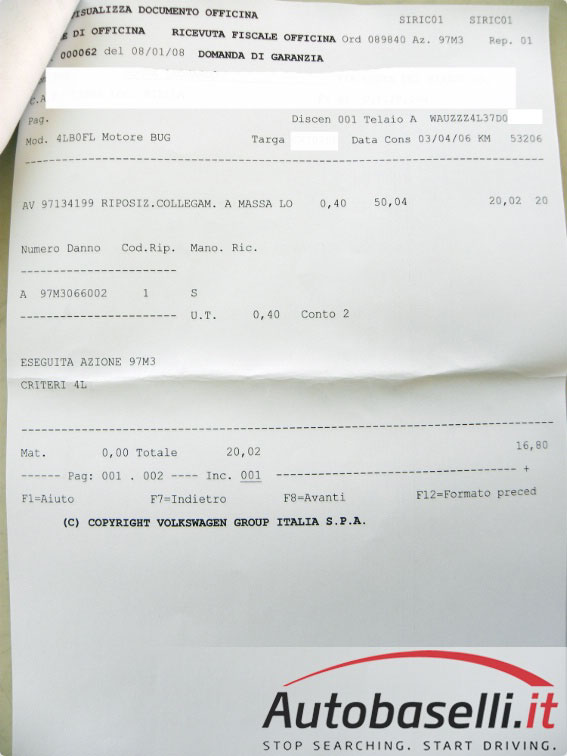 VISUALIZZA DOCUMENTO OFFICINA SIRIC01 SIRIC01
E DI OFFICINA RICEVUTA FISCALE OFFICINA Ord 089840 Az. 97M3 Rep. 01
000062 del 08/01/08 DOMANDA DI GARANZIA
C.A
Pag. Discen 001 Telaio A WAUZZZ4L37D0
Mod. 4LB0FL Motore BUG Targa Data Cons 03/04/06 KM 53206
AV 97134199 RIPOSIZ.COLLEGAM. A MASSA LO 0,40 50,04 20,02 20
Numero Danno Cod.Rip. Mano. Ric.
A 97M3066002 1 S
U.T. 0,40 Conto 2
ESEGUITA AZIONE 97M3
CRITERI 4L
Mat. 0,00 Totale 20,02 16,80
------ Pag: 001 . 002 ---- Inc. 001 ---------------------------------- +
F1=Aiuto F7=Indietro F8=Avanti F12=Formato preced
(C) COPYRIGHT VOLKSWAGEN GROUP ITALIA S.P.A.
Autobaselli.it
STOP SEARCHING. START DRIVING.